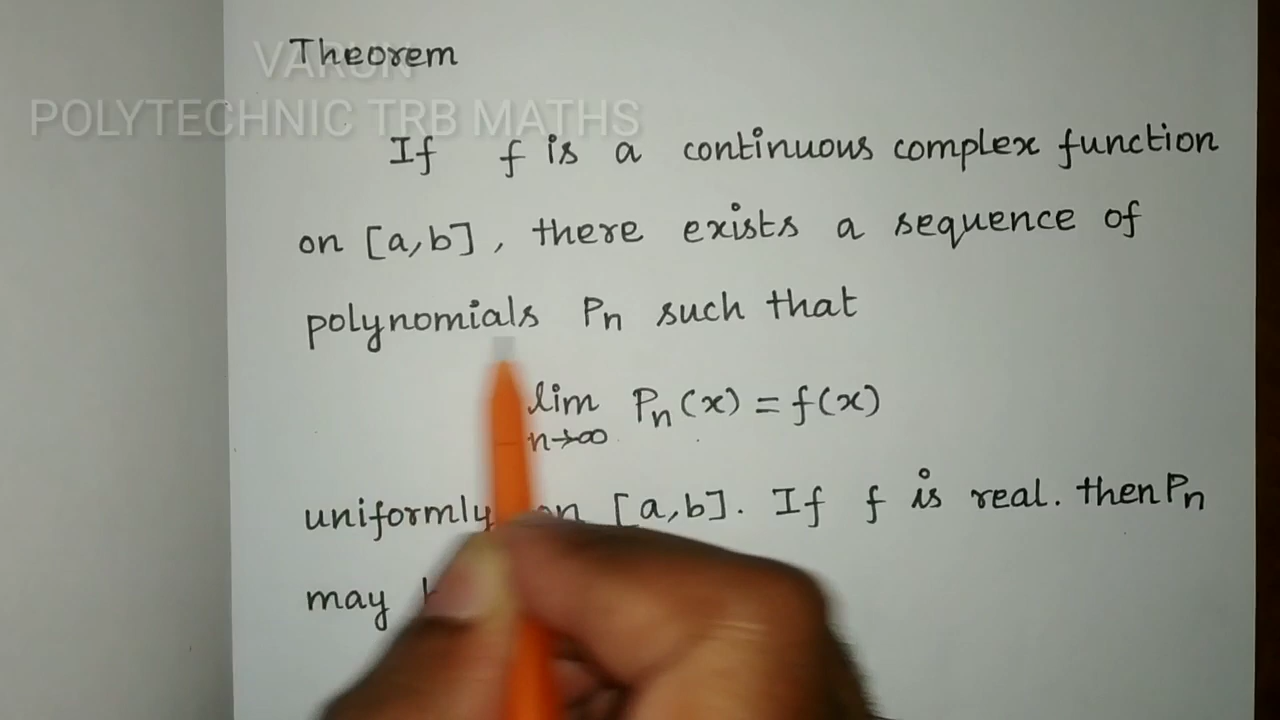 Theorem
VARUN
POLYTECHNIC TRB MATHS
If f is a continuous complex function
on [a,b], there exists a sequence of
polynomials Pn such that
lim Pn(x) = f(x)
n→∞
uniformly on [a,b]. If f is real. then Pn
may